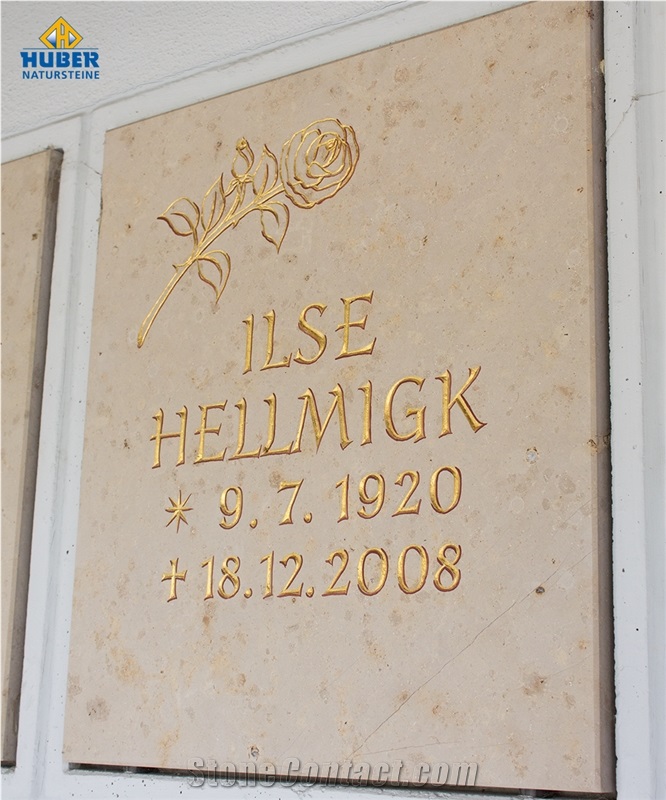 HUBER
NATURSTEINE
ILSE
HELLMIGK
* 9. 7. 1920
† 18.12.2008
StoneContact.com